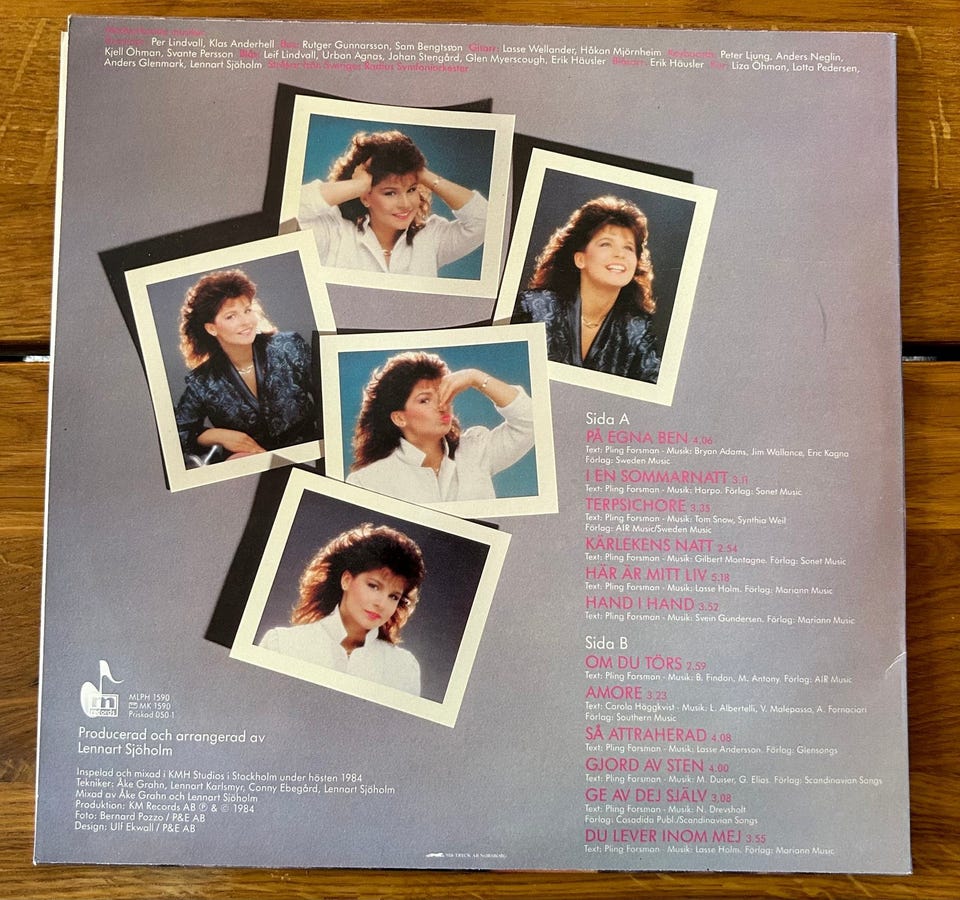 Per Lindvall, Klas Anderhell Bas: Rutger Gunnarsson, Sam Bengtsson Gitarr: Lasse Wellander, Håkan Mjörnheim Keyboards: Peter Ljung, Anders Neglin,
Kjell Öhman, Svante Persson Leif Lindvall, Urban Agnas, Johan Stengård, Glen Myerscough, Erik Häusler Erik Häusler Kör: Liza Öhman, Lotta Pedersen,
Anders Glenmark, Lennart Sjöholm Stråkar från Sveriges Radios Symfoniorkester
Sida A
PÅ EGNA BEN 4.06
Text: Pling Forsman - Musik: Bryan Adams, Jim Wallance, Eric Kagna
Förlag: Sweden Music
I EN SOMMARNATT 3.11
Text: Pling Forsman - Musik: Harpo. Förlag: Sonet Music
TERPSICHORE 3.35
Text: Pling Forsman - Musik: Tom Snow, Synthia Weil
Förlag: AIR Music/Sweden Music
KÄRLEKENS NATT 2.54
Text: Pling Forsman - Musik: Gilbert Montagne. Förlag: Sonet Music
HÄR ÄR MITT LIV 5.18
Text: Pling Forsman - Musik: Lasse Holm. Förlag: Mariann Music
HAND I HAND 3.52
Text: Pling Forsman - Musik: Svein Gundersen. Förlag: Mariann Music
Sida B
OM DU TÖRS 2.59
Text: Pling Forsman - Musik: B. Findon, M. Antony. Förlag: AIR Music
AMORE 3.23
Text: Carola Häggkvist - Musik: L. Albertelli, V. Malepasso, A. Fornaciari
Förlag: Southern Music
SÅ ATTRAHERAD 4.08
Text: Pling Forsman - Musik: Lasse Andersson. Förlag: Glensongs
GJORD AV STEN 4.00
Text: Pling Forsman - Musik: M. Duiser, G. Elias. Förlag: Scandinavian Songs
GE AV DEJ SJÄLV 3,08
Text: Pling Forsman - Musik: N. Drevsholt
Förlag: Casadida Publ./Scandinavian Songs
DU LEVER INOM MEJ 3.55
Text: Pling Forsman - Musik: Lasse Holm. Förlag: Mariann Music
m
records
MLPH 1590
MK 1590
Priskod 050 1
Producerad och arrangerad av
Lennart Sjöholm
Inspelad och mixad i KMH Studios i Stockholm under hösten 1984
Tekniker: Åke Grahn, Lennart Karlsmyr, Conny Ebegård, Lennart Sjöholm
Mixad av Åke Grahn och Lennart Sjöholm
Produktion: KM Records AB Ⓟ & © 1984
Foto: Bernard Pozzo / P&E AB
Design: Ulf Ekwall / P&E AB